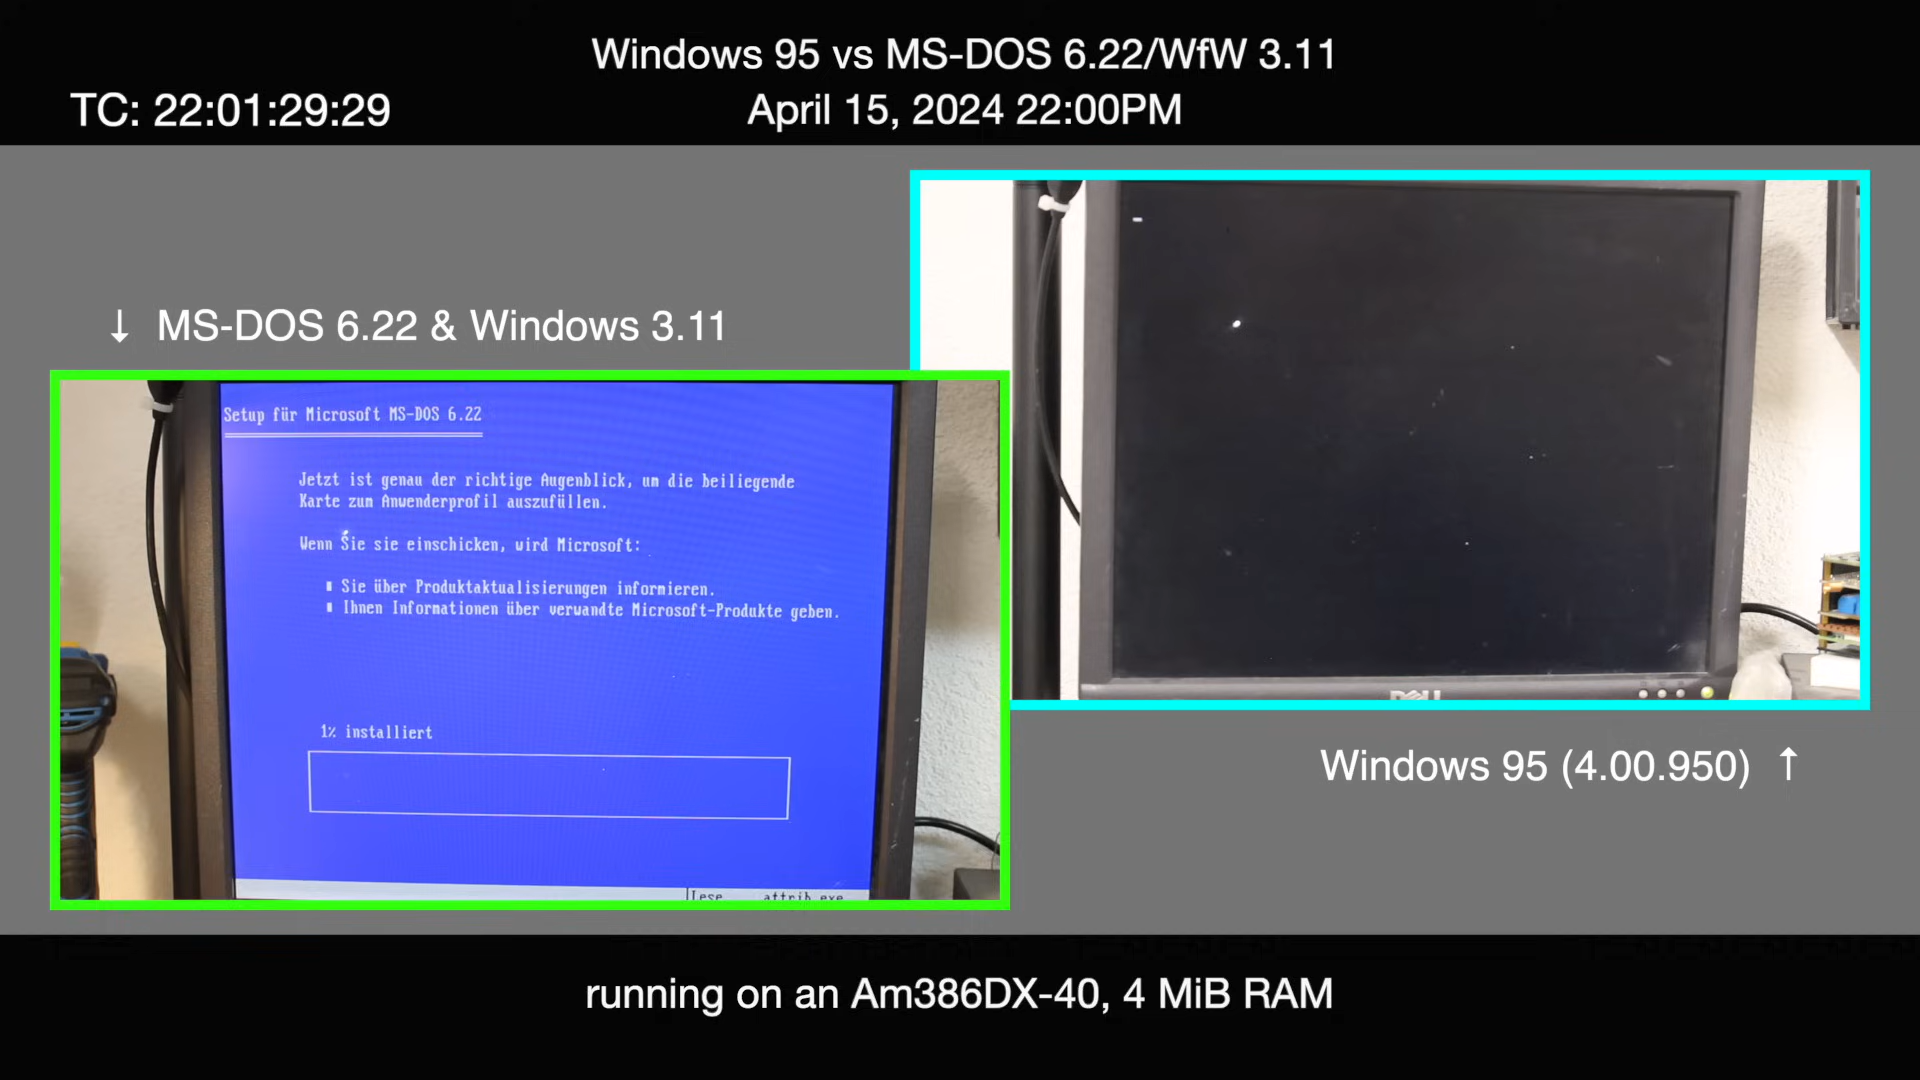 Windows 95 vs MS-DOS 6.22/WfW 3.11
TC: 22:01:29:29
April 15, 2024 22:00PM
↓ MS-DOS 6.22 & Windows 3.11
Setup für Microsoft MS-DOS 6.22
Jetzt ist genau der richtige Augenblick, um die beiliegende
Karte zum Anwenderprofil auszufüllen.
Wenn Sie sie einschicken, wird Microsoft:
Sie über Produktaktualisierungen informieren.
Ihnen Informationen über verwandte Microsoft-Produkte geben.
1% installiert
Lese attrib.exe
DELL
Windows 95 (4.00.950) ↑
running on an Am386DX-40, 4 MiB RAM